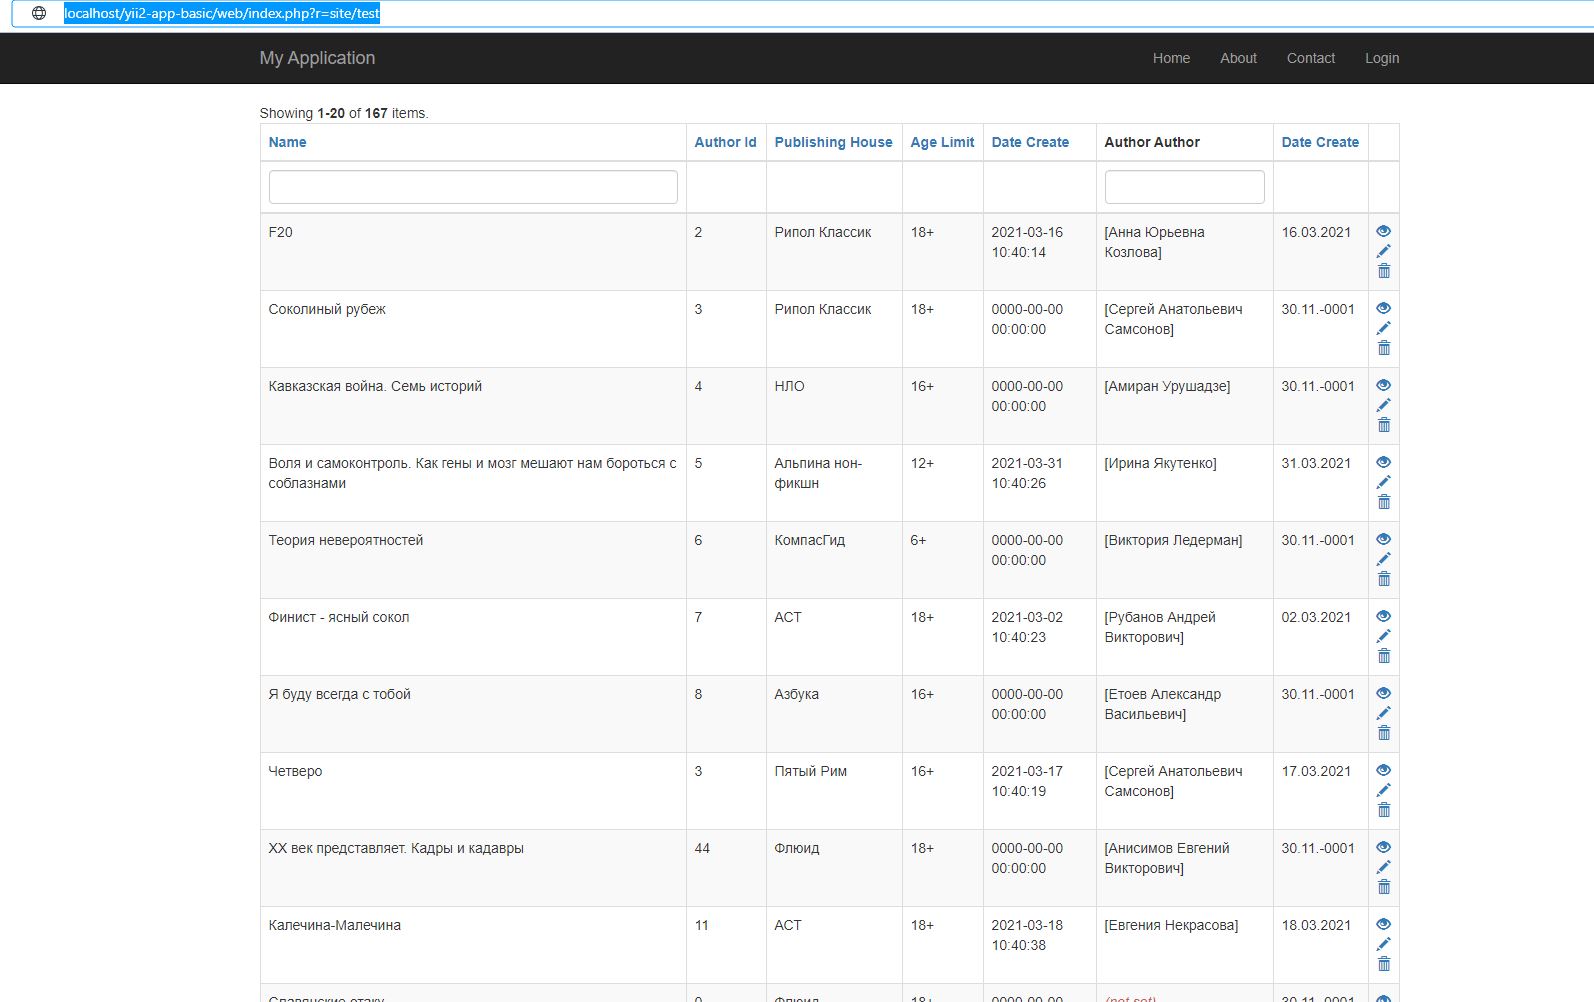 localhost/yii2-app-basic/web/index.php?r=site/test
My Application Home About Contact Login
Showing 1-20 of 167 items.
Name Author Id Publishing House Age Limit Date Create Author Author Date Create
F20 2 Рипол Классик 18+ 2021-03-16 [Анна Юрьевна 16.03.2021
10:40:14 Козлова]
Соколиный рубеж 3 Рипол Классик 18+ 0000-00-00 [Сергей Анатольевич 30.11.-0001
00:00:00 Самсонов]
Кавказская война. Семь историй 4 НЛО 16+ 0000-00-00 [Амиран Урушадзе] 30.11.-0001
00:00:00
Воля и самоконтроль. Как гены и мозг мешают нам бороться с 5 Альпина нон- 12+ 2021-03-31 [Ирина Якутенко] 31.03.2021
соблазнами фикшн 10:40:26
Теория невероятностей 6 КомпасГид 6+ 0000-00-00 [Виктория Ледерман] 30.11.-0001
00:00:00
Финист - ясный сокол 7 АСТ 18+ 2021-03-02 [Рубанов Андрей 02.03.2021
10:40:23 Викторович]
Я буду всегда с тобой 8 Азбука 16+ 0000-00-00 [Етоев Александр 30.11.-0001
00:00:00 Васильевич]
Четверо 3 Пятый Рим 16+ 2021-03-17 [Сергей Анатольевич 17.03.2021
10:40:19 Самсонов]
XX век представляет. Кадры и кадавры 44 Флюид 18+ 0000-00-00 [Анисимов Евгений 30.11.-0001
00:00:00 Викторович]
Калечина-Малечина 11 АСТ 18+ 2021-03-18 [Евгения Некрасова] 18.03.2021
10:40:38
Славянские отаку 0 Флюид 18+ 0000-00-00 (not set) 30.11.-0001